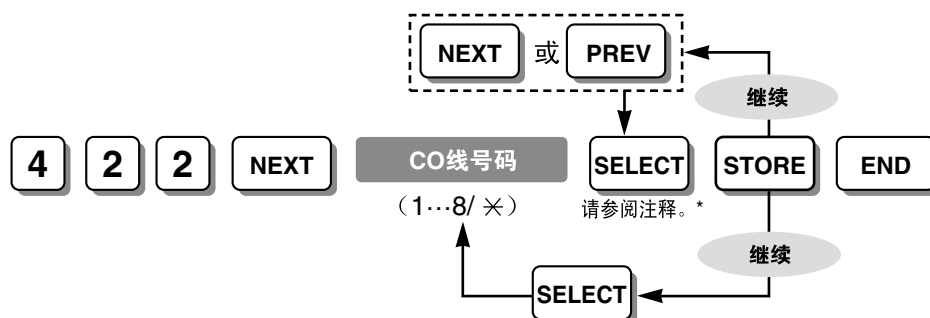 NEXT 或 PREV
继续
4 2 2 NEXT CO线号码 SELECT STORE END
(1…8/ ✕) 请参阅注释。*
继续
SELECT